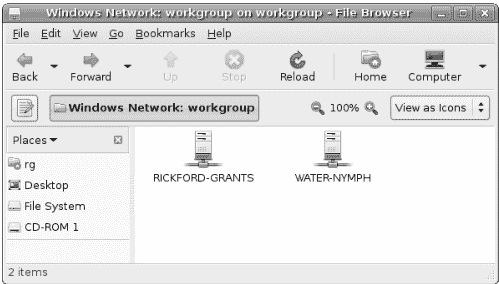 Windows Network: workgroup on workgroup - File Browser
File Edit View Go Bookmarks Help
Back Forward Up Stop Reload Home Computer
Windows Network: workgroup 100% View as Icons
Places
rg
Desktop
File System
CD-ROM 1
RICKFORD-GRANTS WATER-NYMPH
2 items